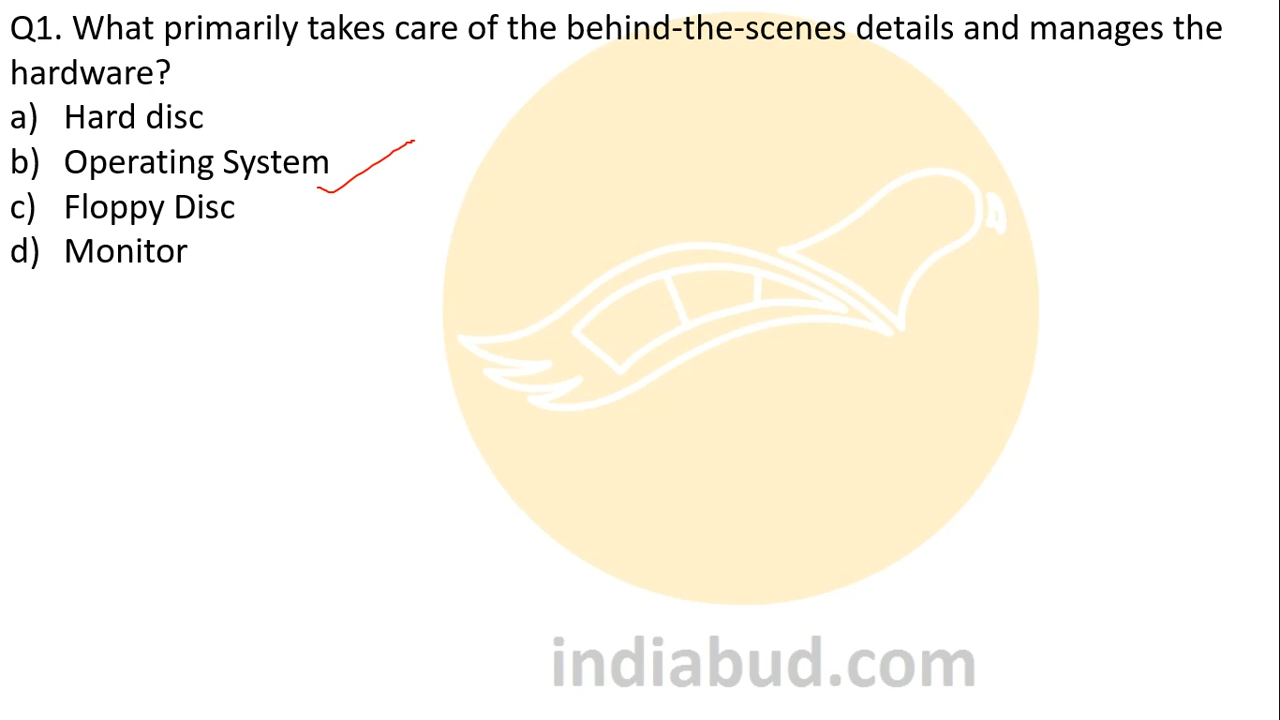 Q1. What primarily takes care of the behind-the-scenes details and manages the
hardware?
a) Hard disc
b) Operating System
c) Floppy Disc
d) Monitor
indiabud.com